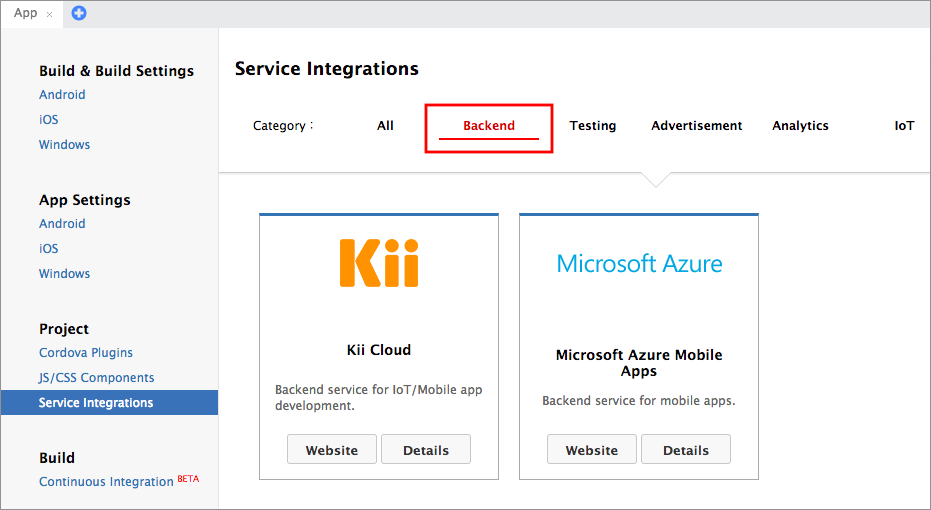 App
Build & Build Settings
Android
iOS
Windows
App Settings
Android
iOS
Windows
Project
Cordova Plugins
JS/CSS Components
Service Integrations
Build
Continuous Integration BETA
Service Integrations
Category : All Backend Testing Advertisement Analytics IoT
Kii
Kii Cloud
Backend service for IoT/Mobile app
development.
Website Details
Microsoft Azure
Microsoft Azure Mobile
Apps
Backend service for mobile apps.
Website Details